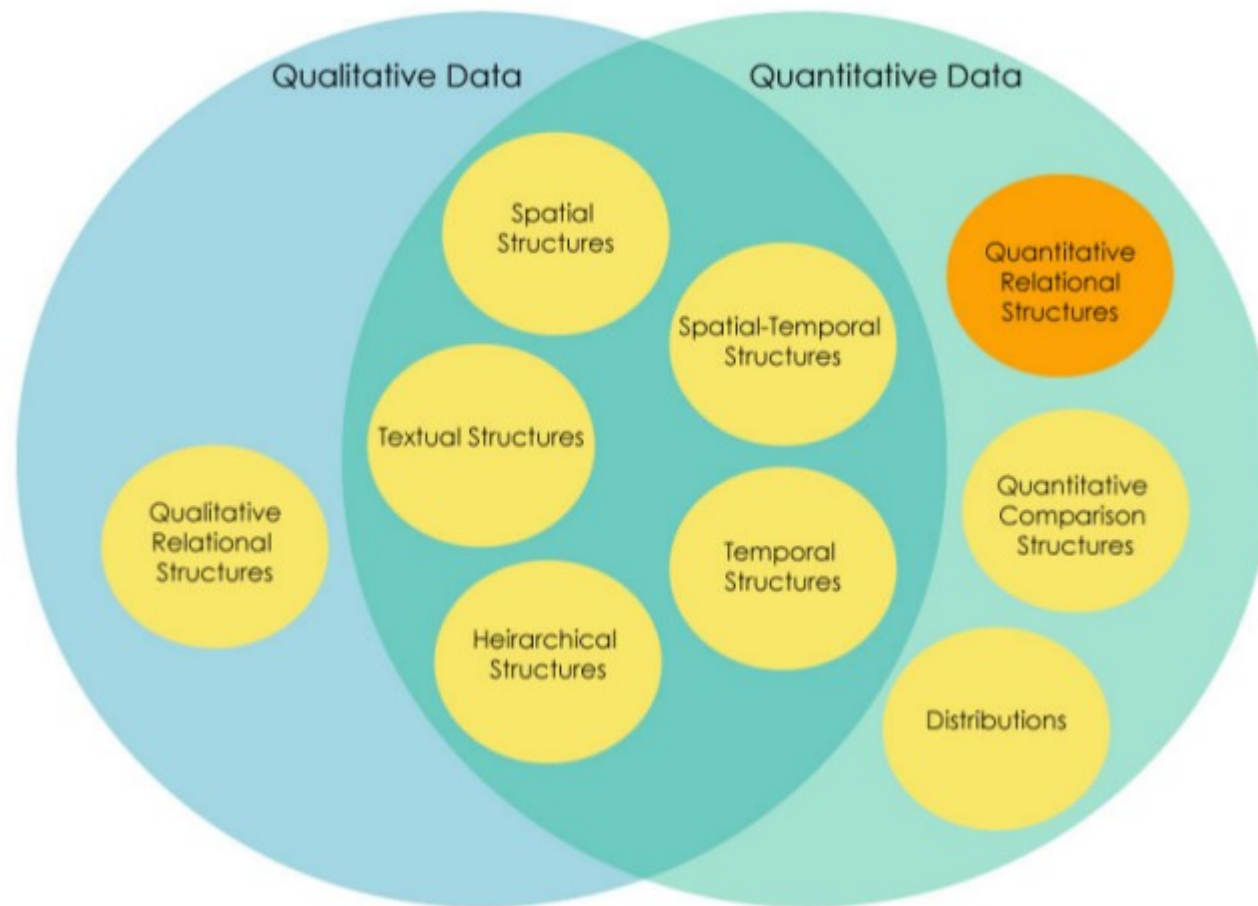 Qualitative Data
Quantitative Data
Spatial
Structures
Quantitative
Relational
Structures
Spatial-Temporal
Structures
Textual Structures
Qualitative
Relational
Structures
Quantitative
Comparison
Structures
Temporal
Structures
Heirarchical
Structures
Distributions